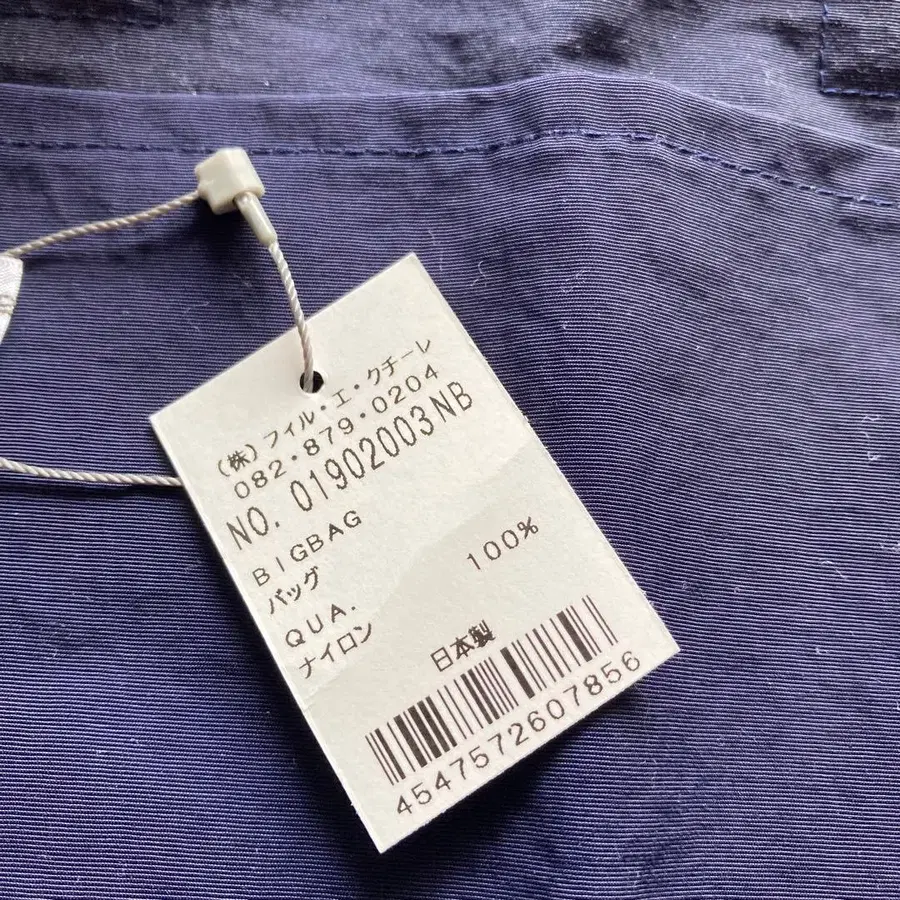 (株)フィル・エ・クチーレ
082・879・0204
NO. 01902003NB
BIGBAG
バッグ
QUA.
ナイロン 100%
日本製
4547572607856